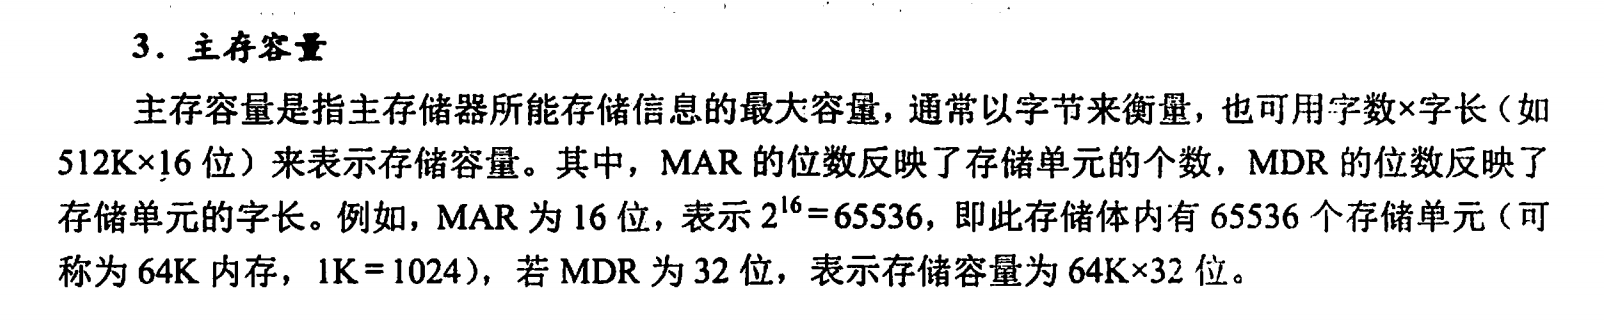 3．主存容量
主存容量是指主存储器所能存储信息的最大容量，通常以字节来衡量，也可用字数×字长（如
512K×16 位）来表示存储容量。其中，MAR 的位数反映了存储单元的个数，MDR 的位数反映了
存储单元的字长。例如，MAR 为 16 位，表示 2¹⁶=65536，即此存储体内有 65536 个存储单元（可
称为 64K 内存，1K=1024），若 MDR 为 32 位，表示存储容量为 64K×32 位。